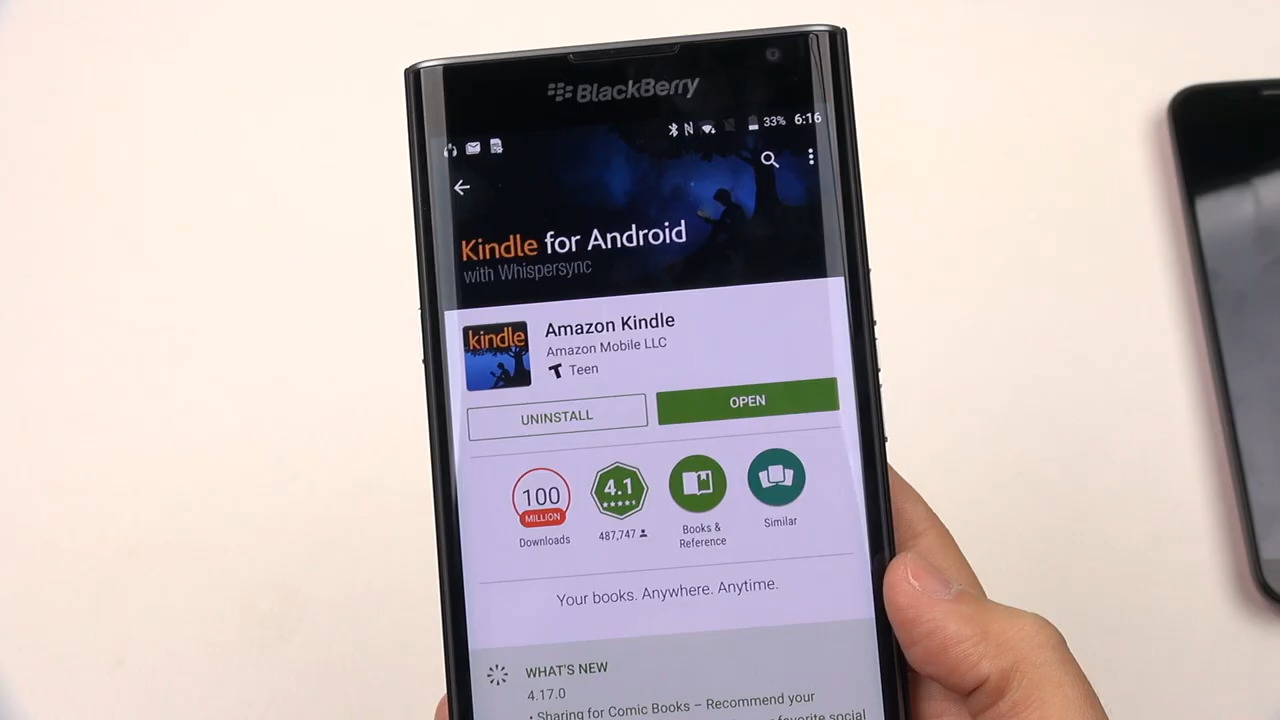 BlackBerry
33% 6:16
Kindle for Android
with Whispersync
kindle
Amazon Kindle
Amazon Mobile LLC
T Teen
UNINSTALL
OPEN
100
MILLION
Downloads
4.1
487,747
Books &
Reference
Similar
Your books. Anywhere. Anytime.
WHAT'S NEW
4.17.0
• Sharing for Comic Books – Recommend your
favorite social